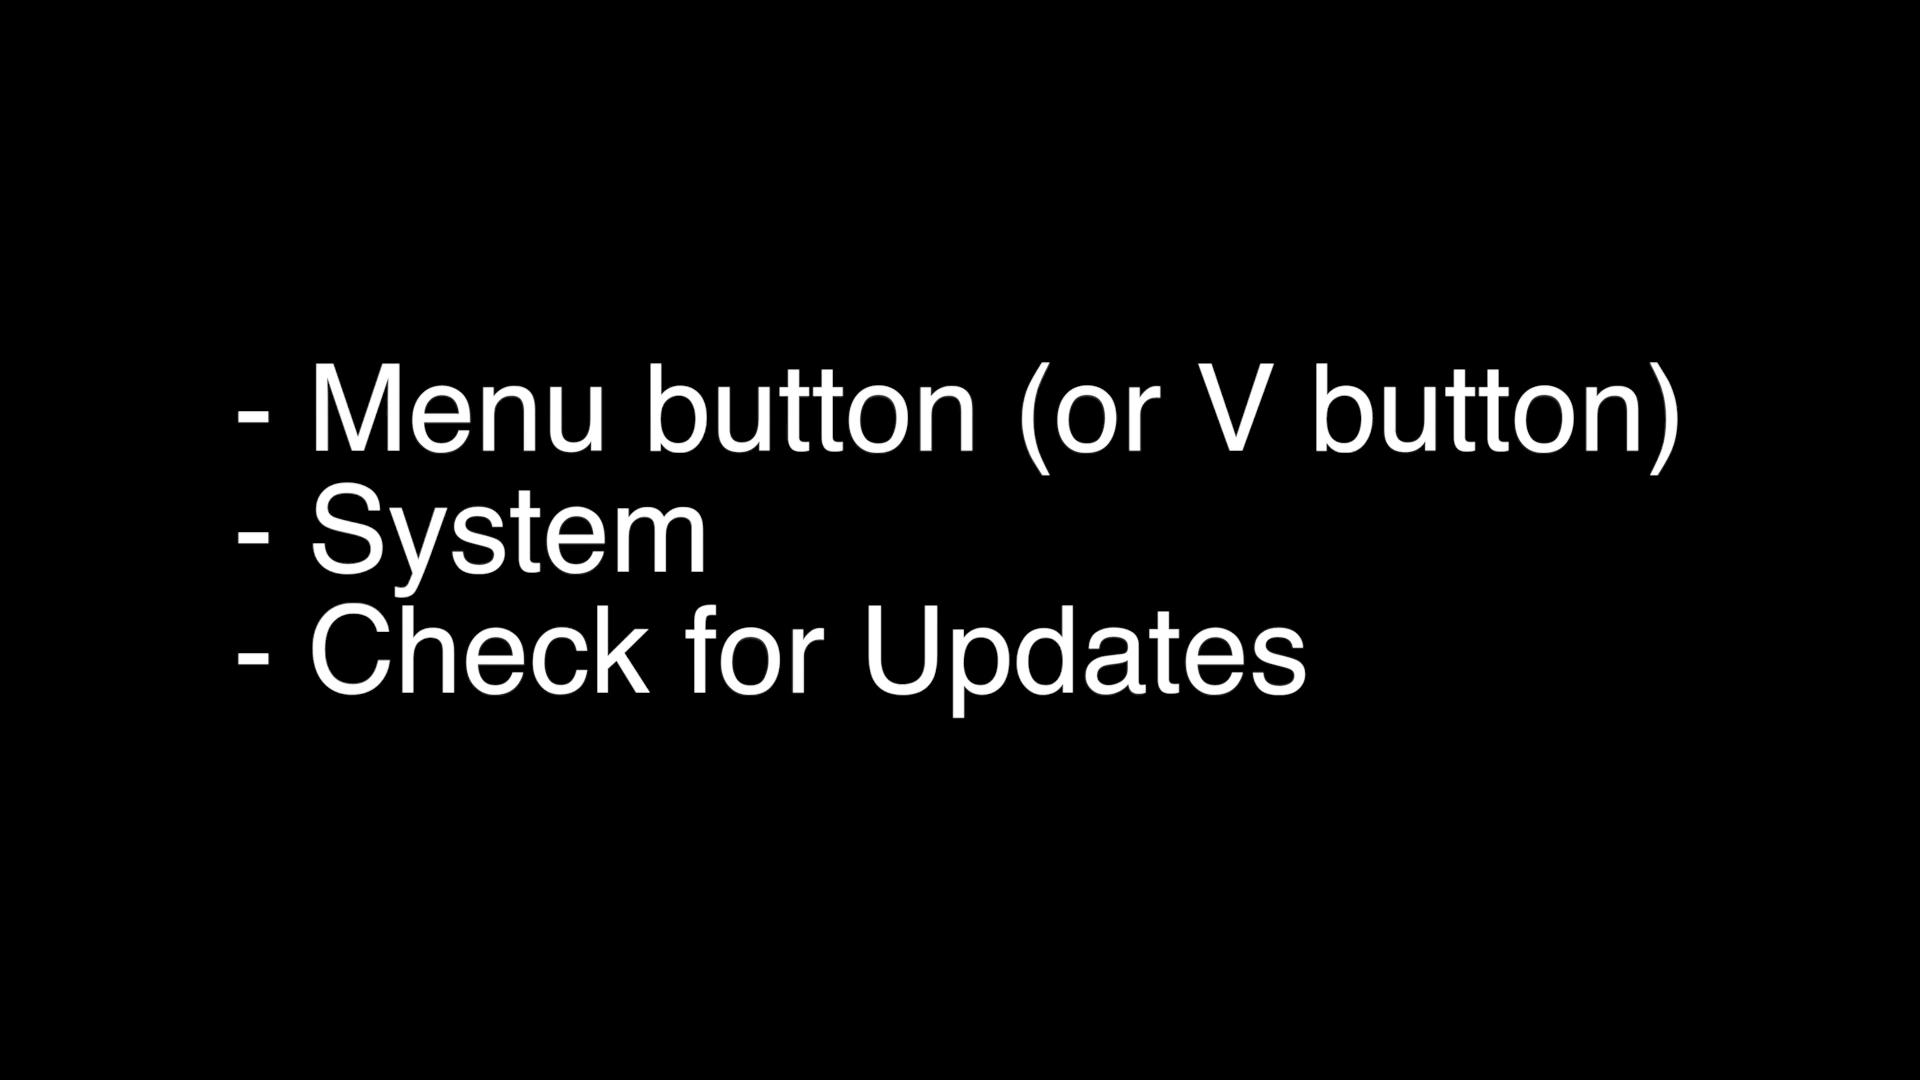 - Menu button (or V button)
- System
- Check for Updates